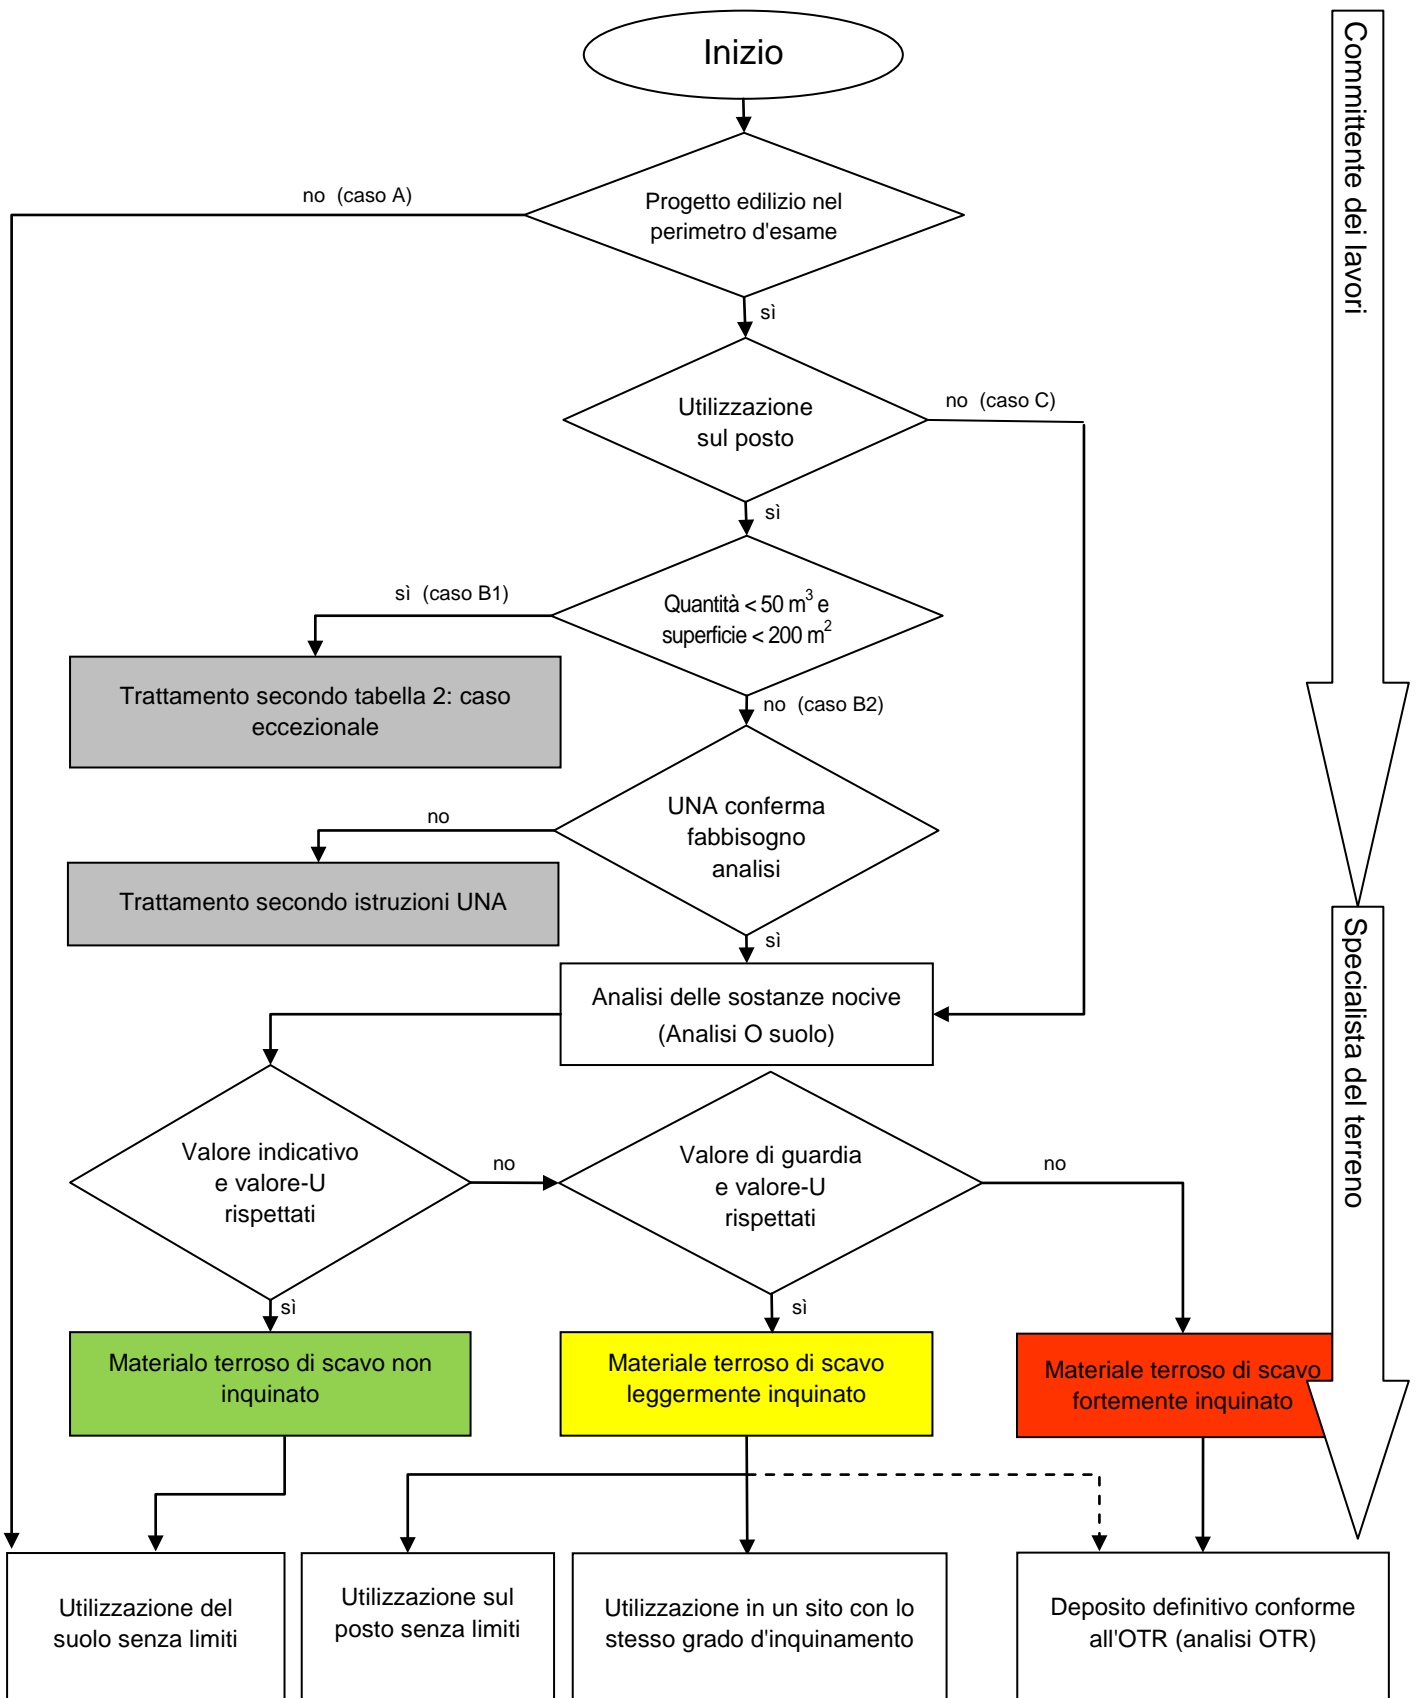 Inizio
Committente dei lavori
no (caso A)
Progetto edilizio nel
perimetro d'esame
sì
Utilizzazione
sul posto
no (caso C)
sì
sì (caso B1)
Quantità < 50 m³ e
superficie < 200 m²
Trattamento secondo tabella 2: caso
eccezionale
no (caso B2)
UNA conferma
fabbisogno
analisi
no
Trattamento secondo istruzioni UNA
sì
Specialista del terreno
Analisi delle sostanze nocive
(Analisi O suolo)
Valore indicativo
e valore-U
rispettati
no
Valore di guardia
e valore-U
rispettati
no
sì
sì
Materialo terroso di scavo non
inquinato
Materiale terroso di scavo
leggermente inquinato
Materiale terroso di scavo
fortemente inquinato
Utilizzazione del
suolo senza limiti
Utilizzazione sul
posto senza limiti
Utilizzazione in un sito con lo
stesso grado d'inquinamento
Deposito definitivo conforme
all'OTR (analisi OTR)